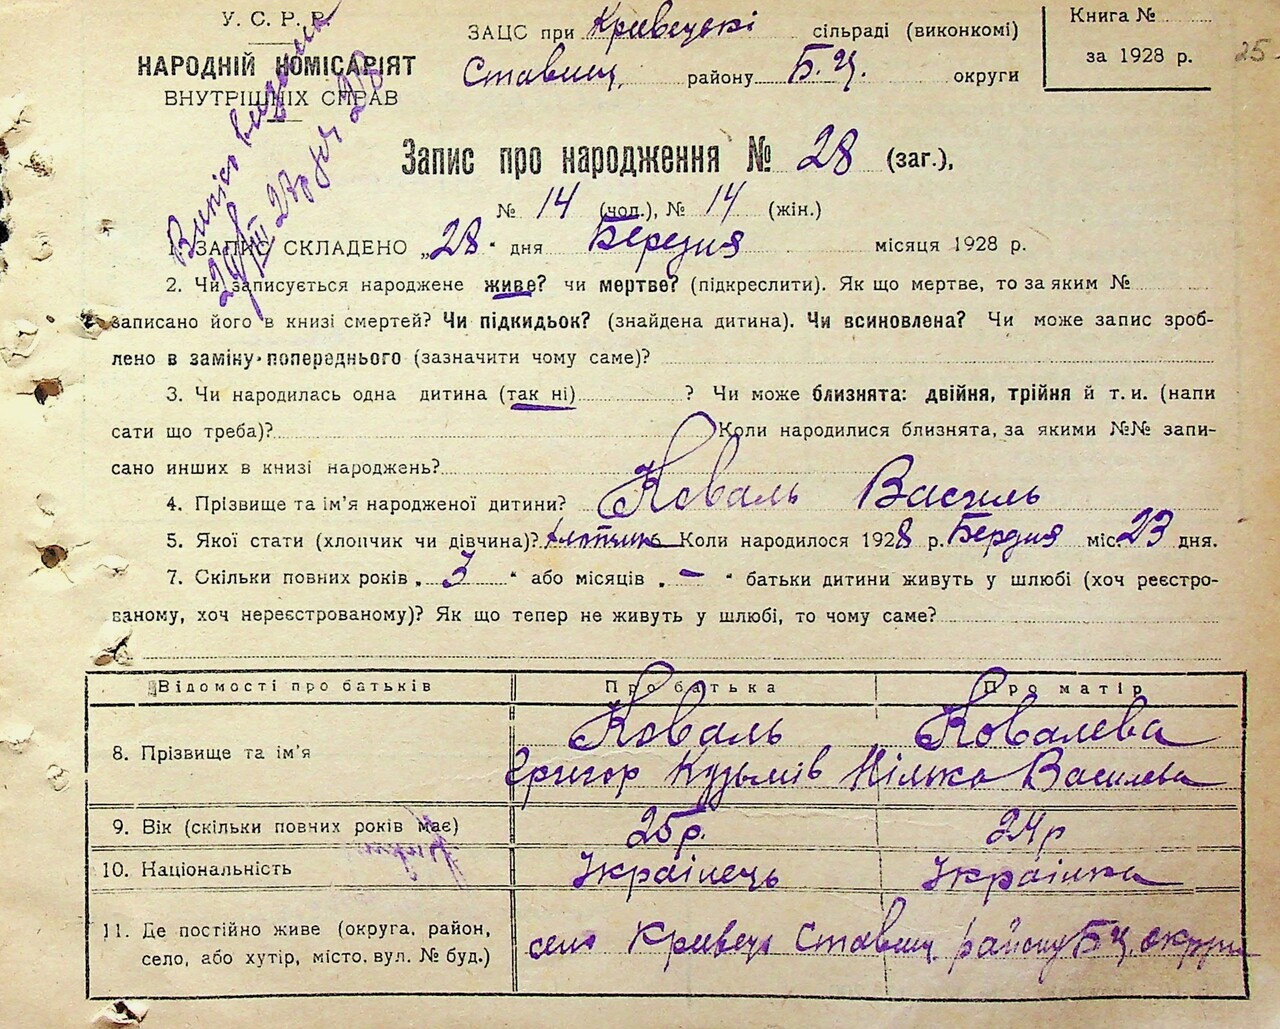 У. С. Р. Р.
НАРОДНІЙ КОМІСАРІЯТ
ВНУТРІШНІХ СПРАВ
ЗАЦС при Кривецькі сільраді (виконкомі)
Ставищ. району Б.Ц. округи
Книга №
за 1928 р.
25
Запис про народження № 28 (заг.),
№ 14 (чол.), № 14 (жін.)
1. ЗАПИС СКЛАДЕНО „28" дня Березня місяця 1928 р.
2. Чи записується народжене живе? чи мертве? (підкреслити). Як що мертве, то за яким №
записано його в книзі смертей? Чи підкидьок? (знайдена дитина). Чи всиновлена? Чи може запис зроб-
лено в заміну попереднього (зазначити чому саме)?
3. Чи народилась одна дитина (так ні) ? Чи може близнята: двійня, трійня й т. и. (напи
сати що треба)? Коли народилися близнята, за якими №№ запи-
сано инших в книзі народжень?
4. Прізвище та ім'я народженої дитини? Коваль Василь
5. Якої стати (хлопчик чи дівчина)? 6. Коли народилося 1928 р. міс. 23 дня.
7. Скільки повних років „ 3 " або місяців „ – " батьки дитини живуть у шлюбі (хоч реєстро-
ваному, хоч нереєстрованому)? Як що тепер не живуть у шлюбі, то чому саме?
Відомості про батьків Про батька Про матір
8. Прізвище та ім'я Коваль Григор Кузьмів Ковалева Василева
9. Вік (скільки повних років має) 25р. 24р
10. Національність Українець Українка
11. Де постійно живе (округа, район,
село, або хутір, місто, вул. № буд.) село Кривець Ставищ району Б.Ц. округи